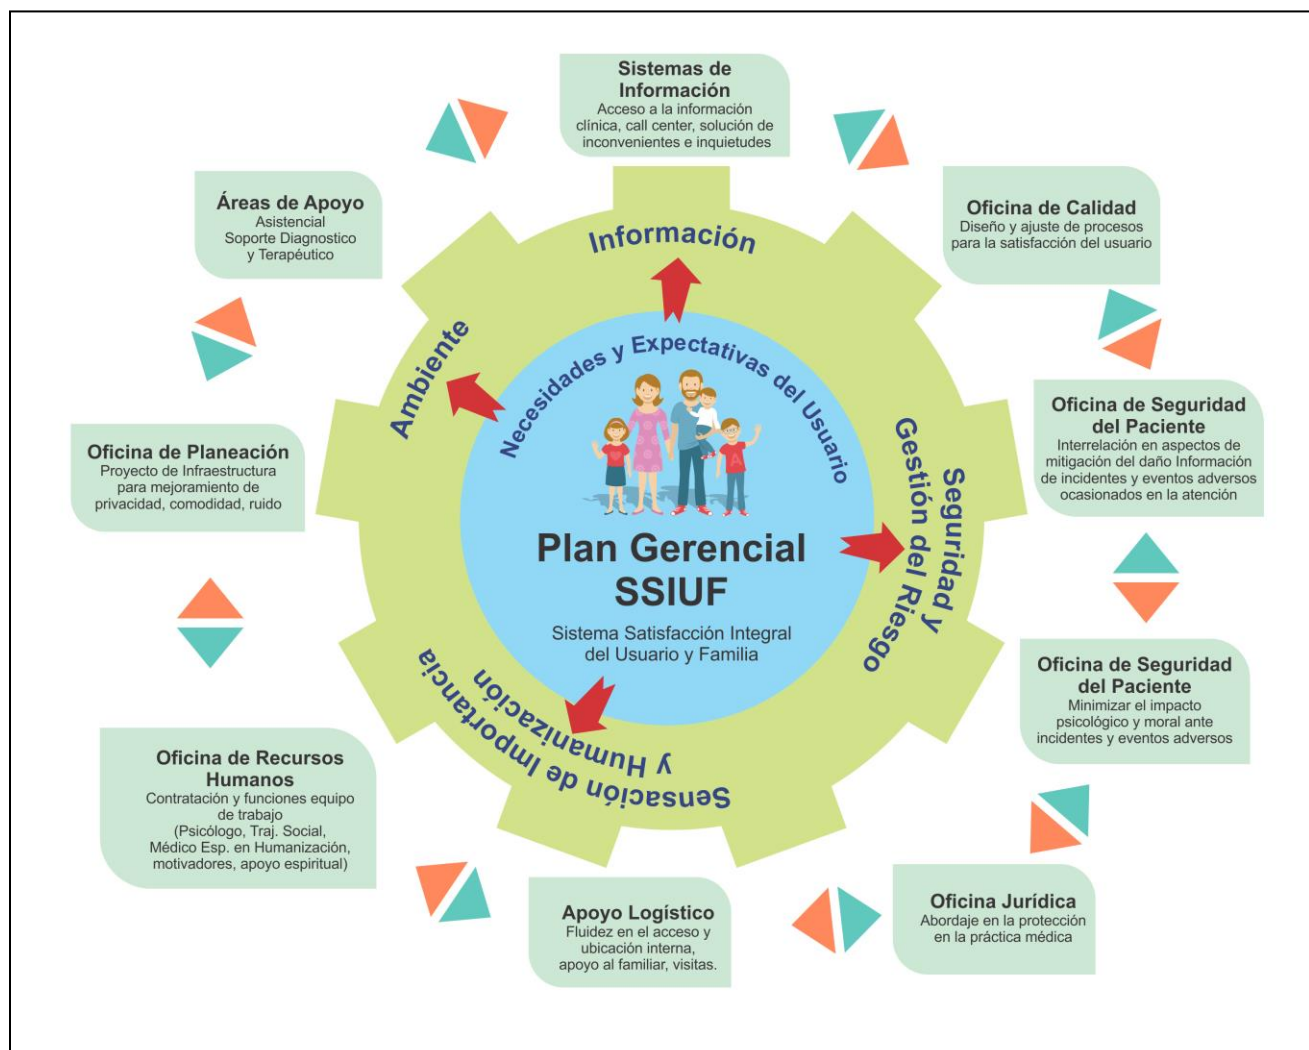 Sistemas de
Información
Acceso a la información
clínica, call center, solución de
inconvenientes e inquietudes
Áreas de Apoyo
Asistencial
Soporte Diagnostico
y Terapéutico
Oficina de Calidad
Diseño y ajuste de procesos
para la satisfacción del usuario
Información
Ambiente
Necesidades y Expectativas del Usuario
Oficina de Planeación
Proyecto de Infraestructura
para mejoramiento de
privacidad, comodidad, ruido
Oficina de Seguridad
del Paciente
Interrelación en aspectos de
mitigación del daño Información
de incidentes y eventos adversos
ocasionados en la atención
Seguridad y
Gestión del Riesgo
A
Plan Gerencial
SSIUF
Sistema Satisfacción Integral
del Usuario y Familia
Sensación de Importancia
y Humanización
Oficina de Seguridad
del Paciente
Minimizar el impacto
psicológico y moral ante
incidentes y eventos adversos
Oficina de Recursos
Humanos
Contratación y funciones equipo
de trabajo
(Psicólogo, Traj. Social,
Médico Esp. en Humanización,
motivadores, apoyo espiritual)
Apoyo Logístico
Fluidez en el acceso y
ubicación interna,
apoyo al familiar, visitas.
Oficina Jurídica
Abordaje en la protección
en la práctica médica